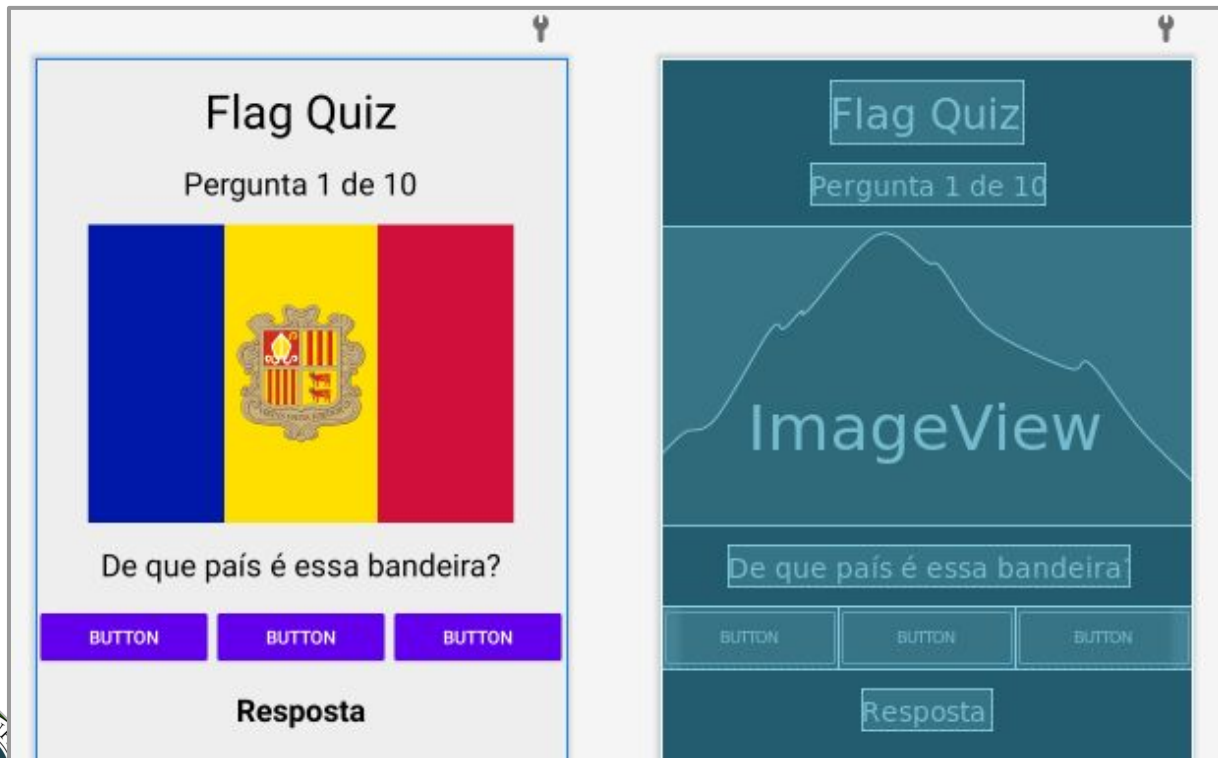 Flag Quiz
Pergunta 1 de 10
De que país é essa bandeira?
BUTTON BUTTON BUTTON
Resposta
Flag Quiz
Pergunta 1 de 10
ImageView
De que país é essa bandeira?
BUTTON BUTTON BUTTON
Resposta